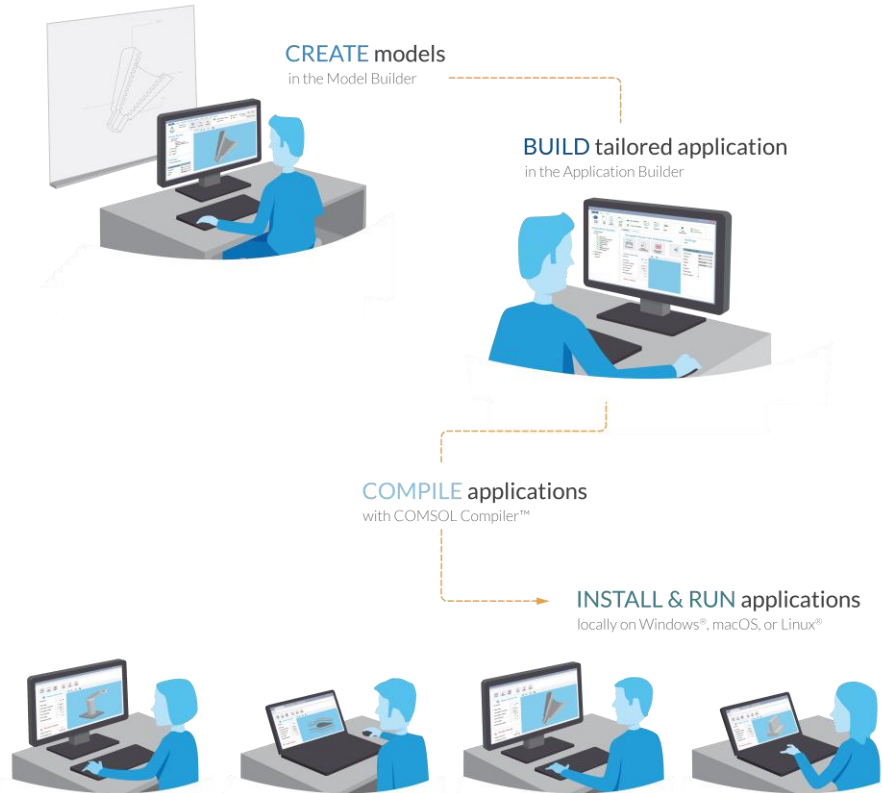 CREATE models
in the Model Builder
BUILD tailored application
in the Application Builder
COMPILE applications
with COMSOL Compiler™
INSTALL & RUN applications
locally on Windows®, macOS, or Linux®